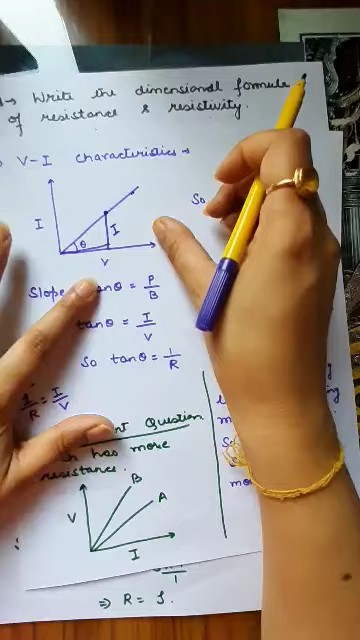 Write the dimensional formula
of resistance & resistivity.
V-I characteristics →
So
I
I
θ
V
Slope tanθ = P/B
tanθ = I/V
So tanθ = 1/R
1/R = I/V
Question
has more
resistance.
B
A
V
I
⇒ R = S.